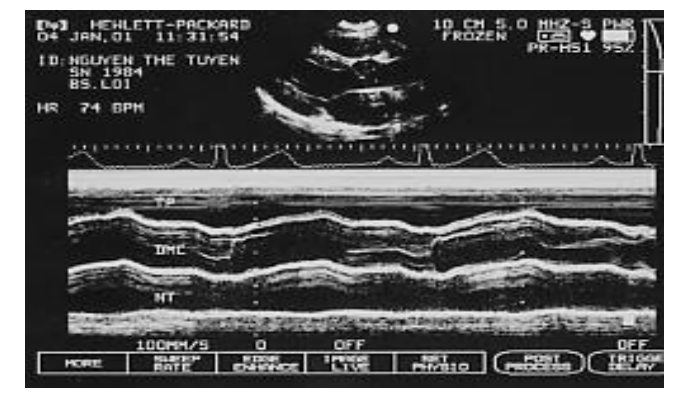 [hp] HEWLETT-PACKARD
04 JAN,01 11:31:54
ID:NGUYEN THE TUYEN
SN 1984
BS.LOI
HR 74 BPM
10 CM 5.0 MHZ-S PWR
FROZEN
PR-HS1 95%
TP
DMC
NT
100MM/S 0 OFF OFF
MORE
SWEEP RATE
EDGE ENHANCE
IMAGE LIVE
SET PHYSIO
POST PROCESS
TRIGG DELAY